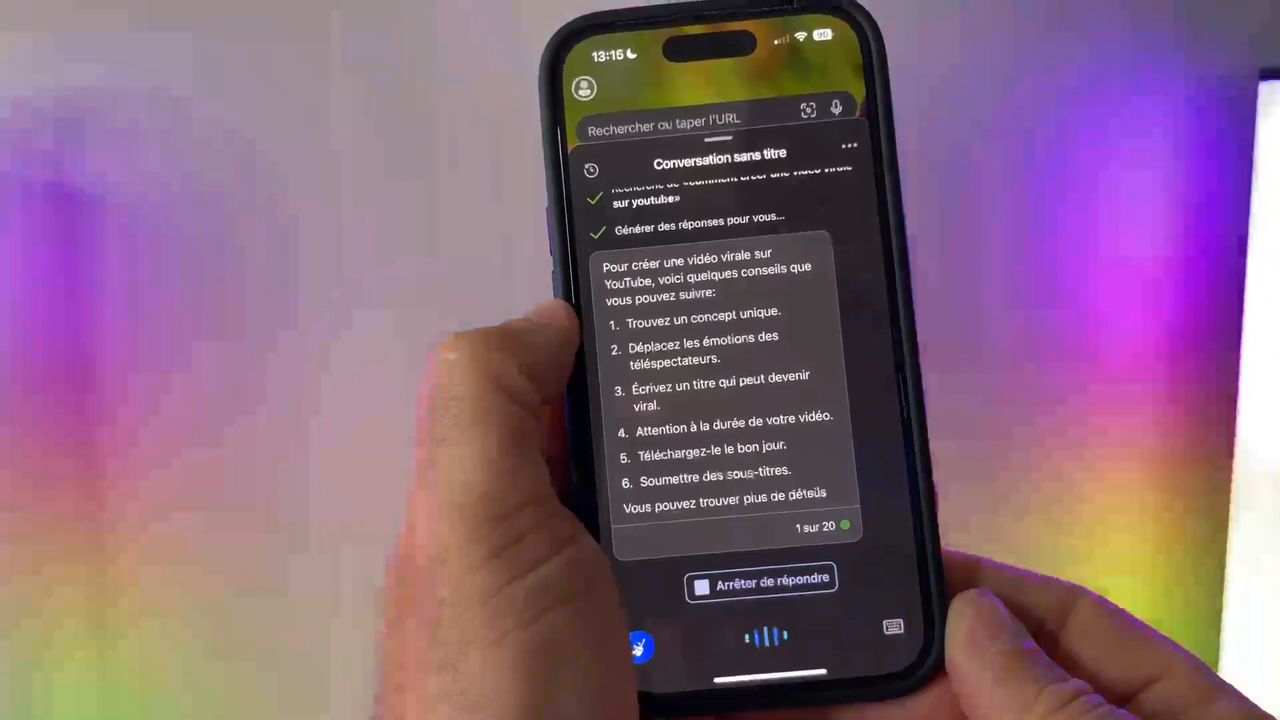 13:15
90
Rechercher ou taper l'URL
Conversation sans titre
Recherche de «comment créer une vidéo virale
sur youtube»
Générer des réponses pour vous...
Pour créer une vidéo virale sur
YouTube, voici quelques conseils que
vous pouvez suivre:
1. Trouvez un concept unique.
2. Déplacez les émotions des
téléspectateurs.
3. Écrivez un titre qui peut devenir
viral.
4. Attention à la durée de votre vidéo.
5. Téléchargez-le le bon jour.
6. Soumettre des sous-titres.
Vous pouvez trouver plus de détails
1 sur 20
Arrêter de répondre